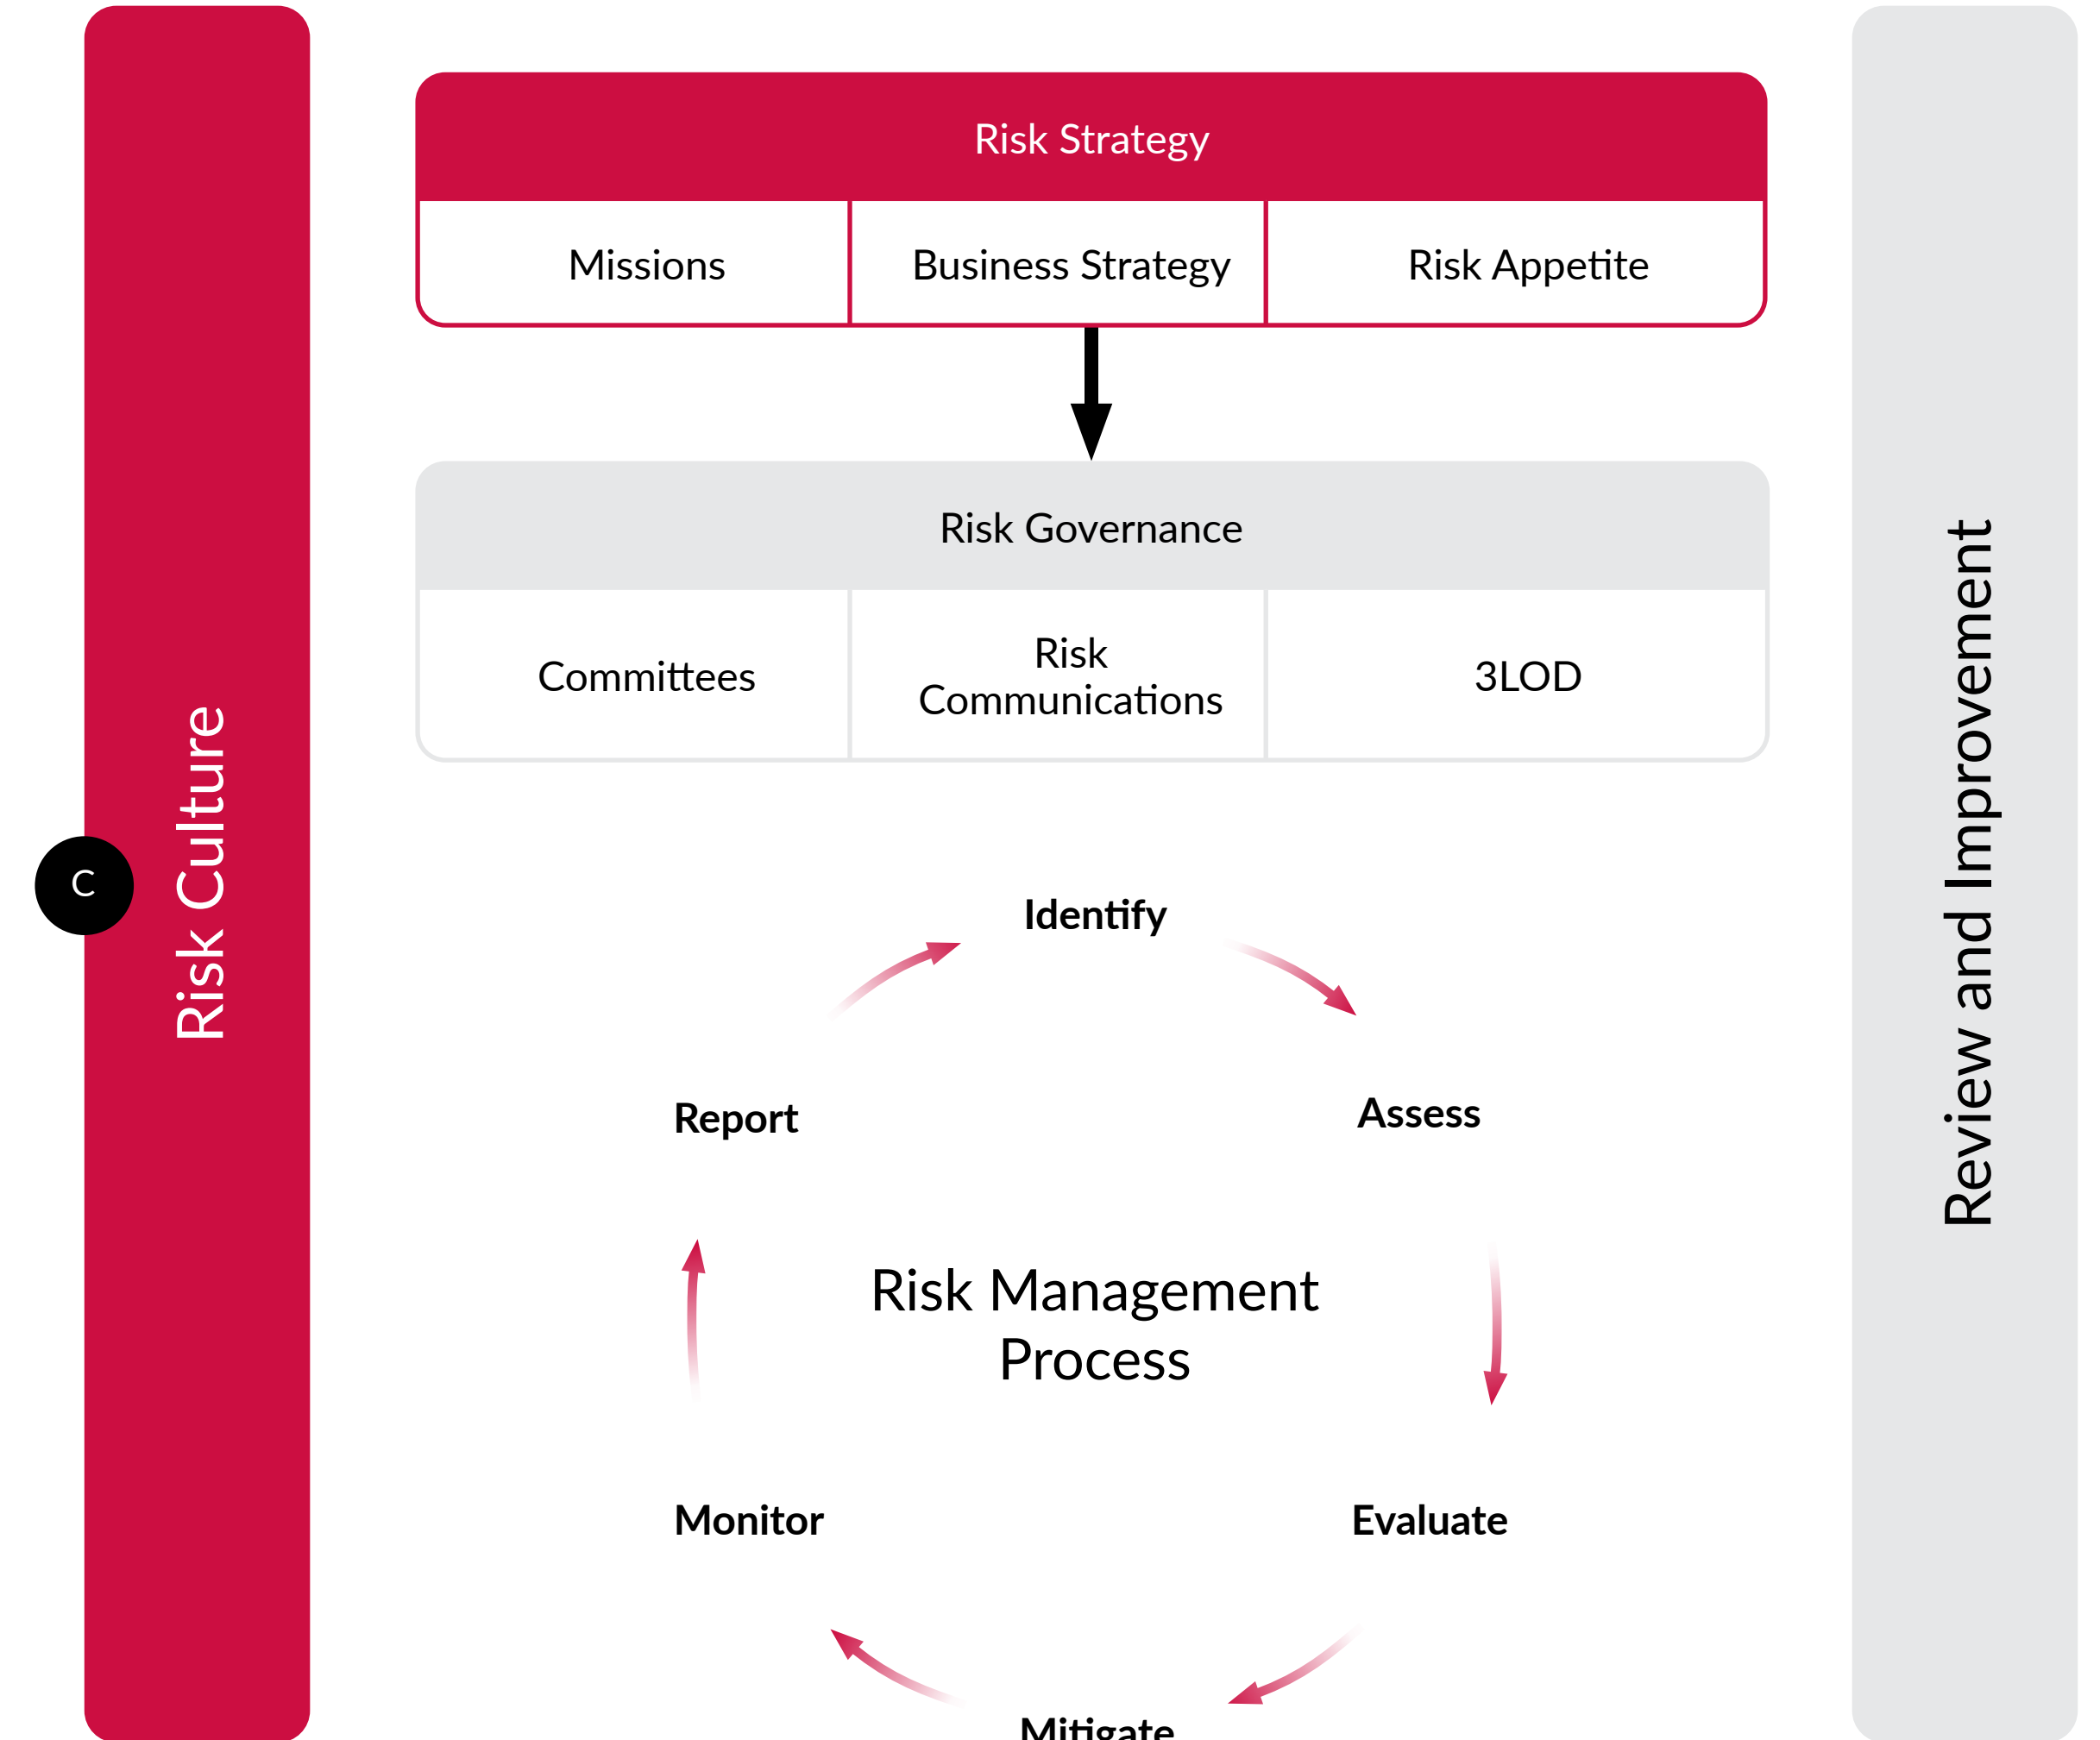 Risk Strategy
Missions
Business Strategy
Risk Appetite
Risk Governance
Committees
Risk
Communications
3LOD
C
Risk Culture
Review and Improvement
Identify
Report
Assess
Risk Management
Process
Monitor
Evaluate
Mitigate